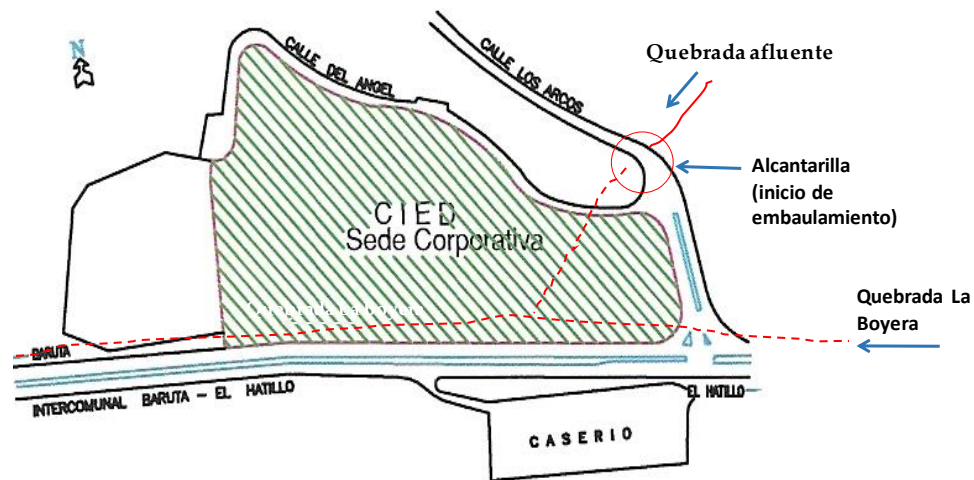 N
CALLE DEL ANGEL
CALLE LOS ARCOS
Quebrada afluente
Alcantarilla
(inicio de
embaulamiento)
CIED
Sede Corporativa
Quebrada La
Boyera
BARUTA
INTERCOMUNAL BARUTA - EL HATILLO
EL HATILLO
CASERIO